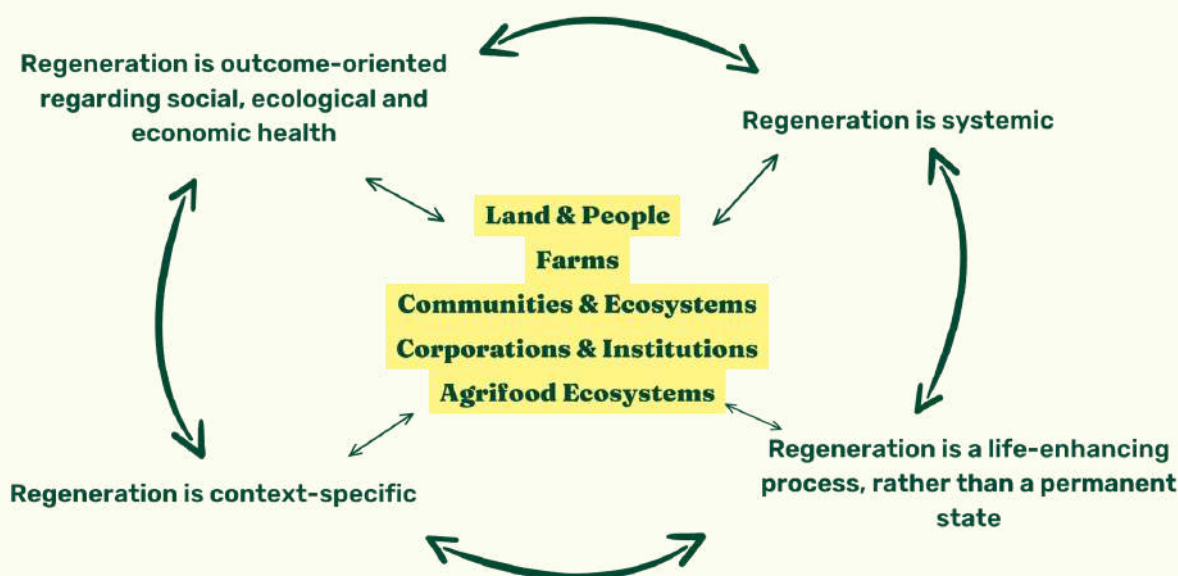 Regeneration is outcome-oriented
regarding social, ecological and
economic health
Regeneration is systemic
Land & People
Farms
Communities & Ecosystems
Corporations & Institutions
Agrifood Ecosystems
Regeneration is context-specific
Regeneration is a life-enhancing
process, rather than a permanent
state